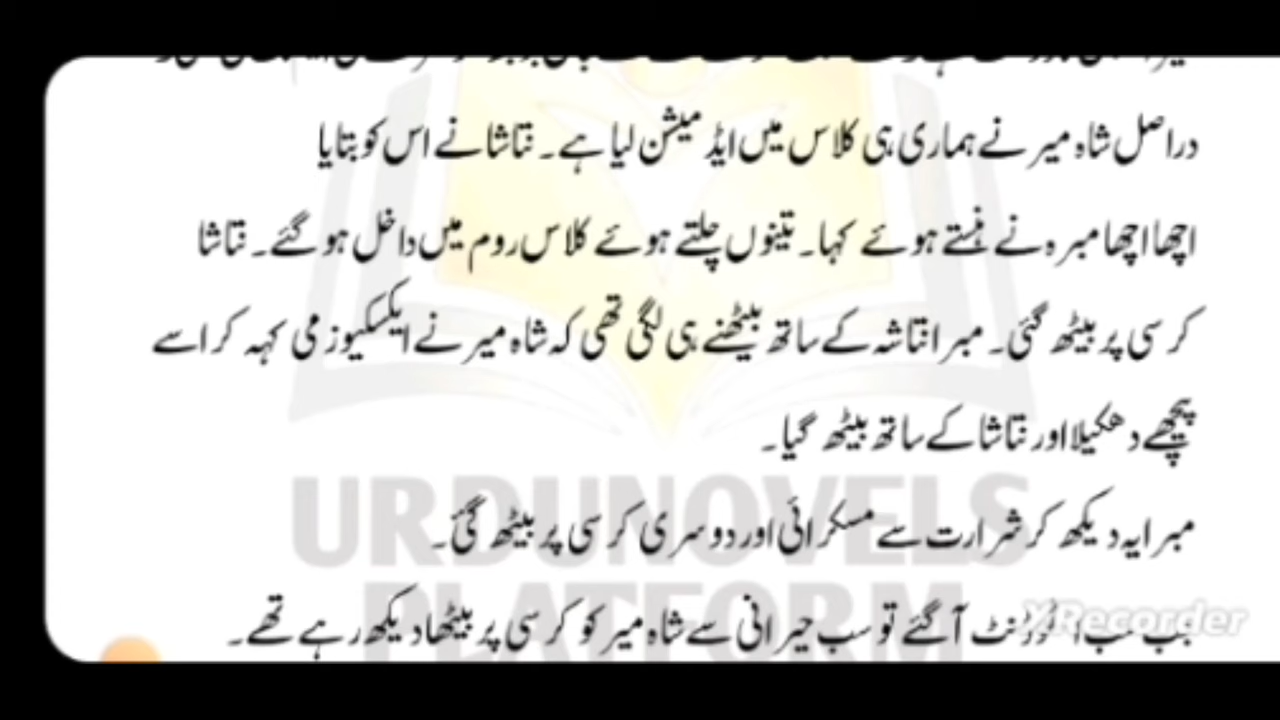 دراصل شاہ میر نے ہماری ہی کلاس میں ایڈمیشن لیا ہے۔ نتاشا نے اس کو بتایا
اچھا اچھا مبرہ نے ہنستے ہوئے کہا۔ تینوں چلتے ہوئے کلاس روم میں داخل ہو گئے۔ نتاشا
کرسی پر بیٹھ گئی۔ مبرا نتاشہ کے ساتھ بیٹھنے ہی لگی تھی کہ شاہ میر نے ایکسکیوزمی کہہ کر اسے
پیچھے دھکیلا اور نتاشا کے ساتھ بیٹھ گیا۔
مبرا یہ دیکھ کر شرارت سے مسکرائی اور دوسری کرسی پر بیٹھ گئی۔
جب سب آ گئے تو سب حیرانی سے شاہ میر کو کرسی پر بیٹھا دیکھ رہے تھے۔
URDUNOVELS
PLATFORM
XRecorder